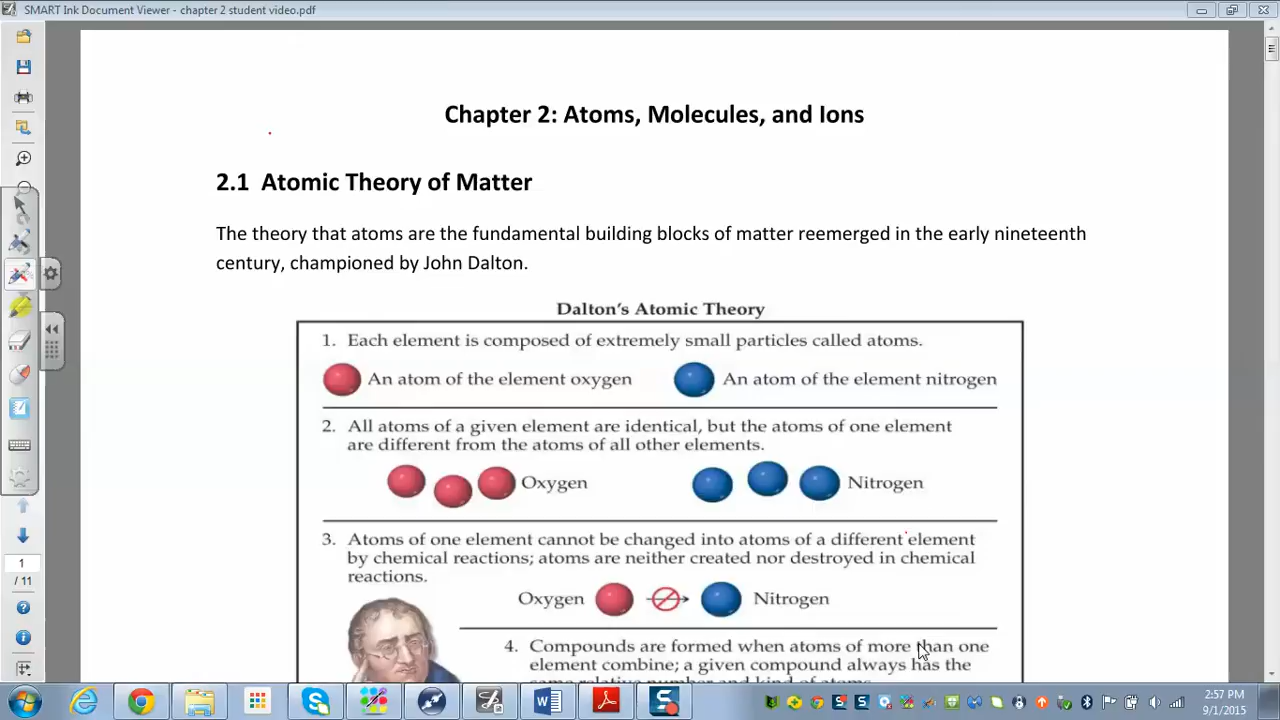 SMART Ink Document Viewer - chapter 2 student video.pdf
Chapter 2: Atoms, Molecules, and Ions
2.1 Atomic Theory of Matter
The theory that atoms are the fundamental building blocks of matter reemerged in the early nineteenth
century, championed by John Dalton.
Dalton's Atomic Theory
1. Each element is composed of extremely small particles called atoms.
An atom of the element oxygen An atom of the element nitrogen
2. All atoms of a given element are identical, but the atoms of one element
are different from the atoms of all other elements.
Oxygen Nitrogen
3. Atoms of one element cannot be changed into atoms of a different element
by chemical reactions; atoms are neither created nor destroyed in chemical
reactions.
Oxygen Nitrogen
4. Compounds are formed when atoms of more than one
element combine; a given compound always has the
same relative number and kind of atoms.
1
/ 11
2:57 PM
9/1/2015